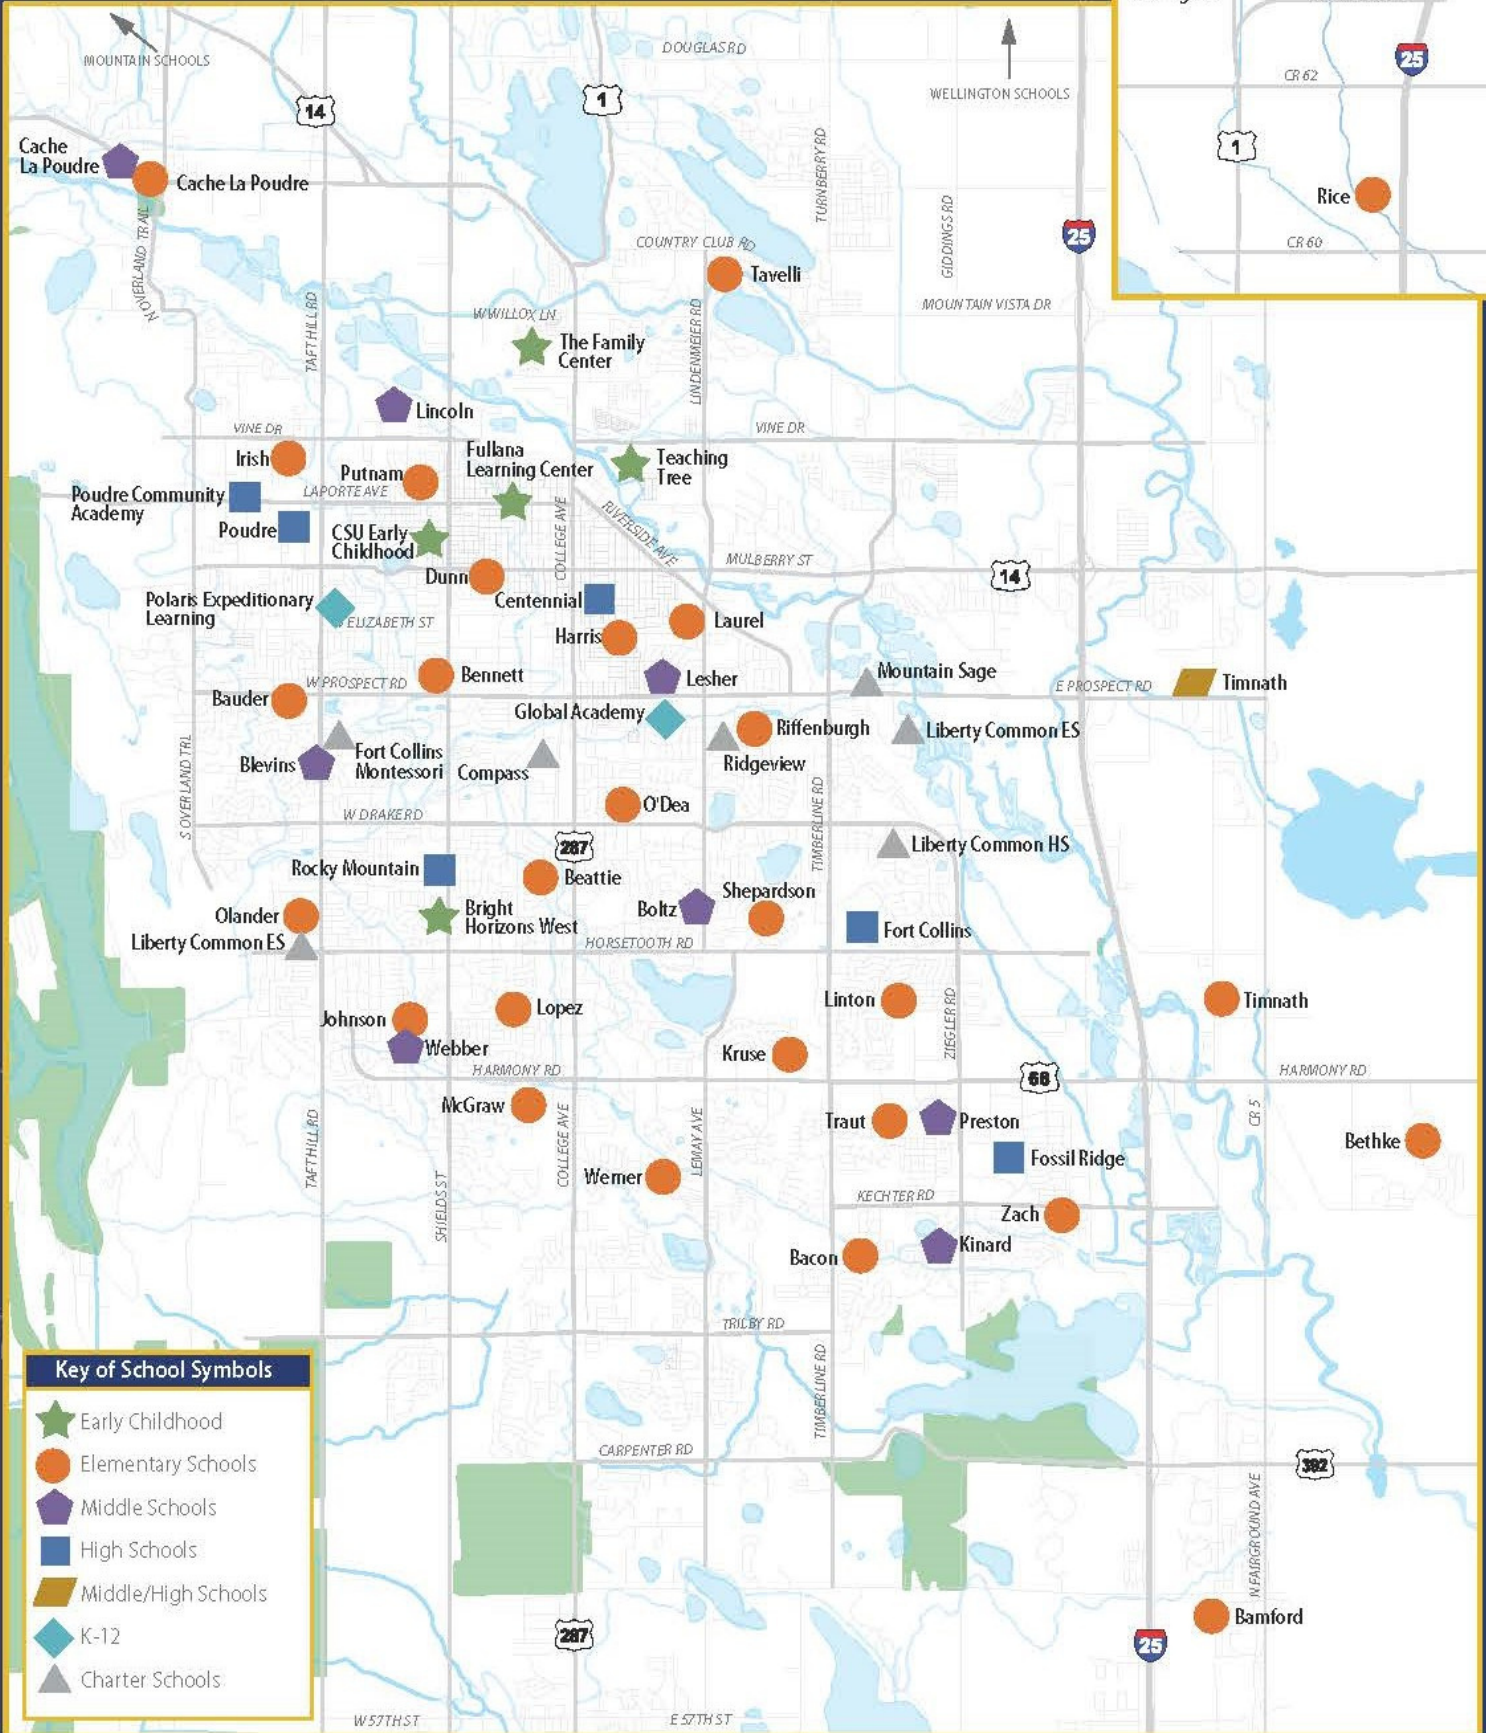 DOUGLAS RD
MOUNTAIN SCHOOLS
WELLINGTON SCHOOLS
14
1
25
CR 62
1
Rice
CR 60
Cache
La Poudre
Cache La Poudre
N OVERLAND TRAIL
TURNBERRY RD
GIDDINGS RD
25
COUNTRY CLUB RD
Tavelli
MOUNTAIN VISTA DR
TAFT HILL RD
W WILLOX LN
The Family
Center
LINDENMEIER RD
Lincoln
VINE DR
VINE DR
Irish
Putnam
Fullana
Learning Center
Teaching
Tree
LAPORTE AVE
Poudre Community
Academy
Poudre
CSU Early
Childhood
COLLEGE AVE
RIVERSIDE AVE
MULBERRY ST
14
Dunn
Centennial
Polaris Expeditionary
Learning
ELIZABETH ST
Harris
Laurel
Bennett
Lesher
Mountain Sage
W PROSPECT RD
E PROSPECT RD
Timnath
Bauder
Global Academy
Riffenburgh
Liberty Common ES
Ridgeview
Blevins
Fort Collins
Montessori
Compass
S OVERLAND TRL
TIMBERLINE RD
O'Dea
W DRAKE RD
287
Liberty Common HS
Rocky Mountain
Beattie
Shepardson
Boltz
Olander
Bright
Horizons West
Fort Collins
Liberty Common ES
HORSETOOTH RD
Linton
Timnath
Johnson
Lopez
ZIEGLER RD
Webber
Kruse
HARMONY RD
68
HARMONY RD
McGraw
Traut
Preston
CR 5
Bethke
TAFT HILL RD
COLLEGE AVE
LEMAY AVE
Fossil Ridge
Werner
SHIELDS ST
KECHTER RD
Zach
Bacon
Kinard
TRILBY RD
TIMBERLINE RD
CARPENTER RD
392
N FAIRGROUND AVE
Bamford
287
25
W 57TH ST
E 57TH ST
Key of School Symbols
Early Childhood
Elementary Schools
Middle Schools
High Schools
Middle/High Schools
K-12
Charter Schools